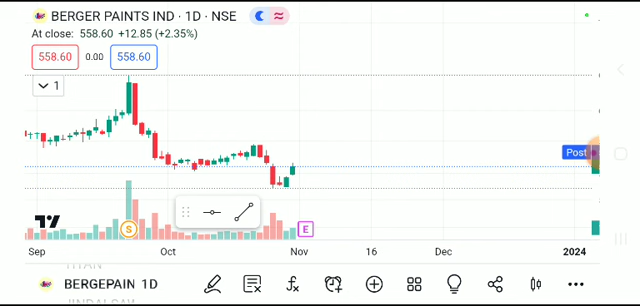 BERGER PAINTS IND · 1D · NSE
At close: 558.60 +12.85 (+2.35%)
558.60 0.00 558.60
1
Post
S
E
Sep Oct Nov 16 Dec 2024
BERGEPAIN 1D